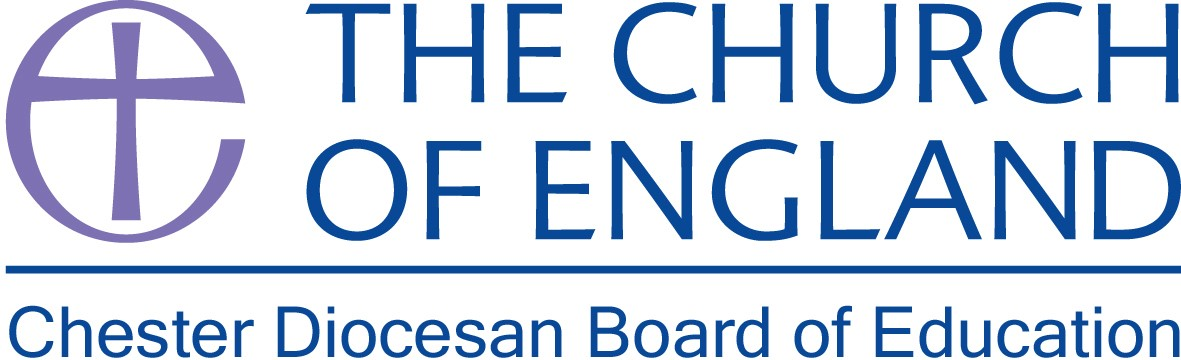 THE CHURCH
OF ENGLAND
Chester Diocesan Board of Education